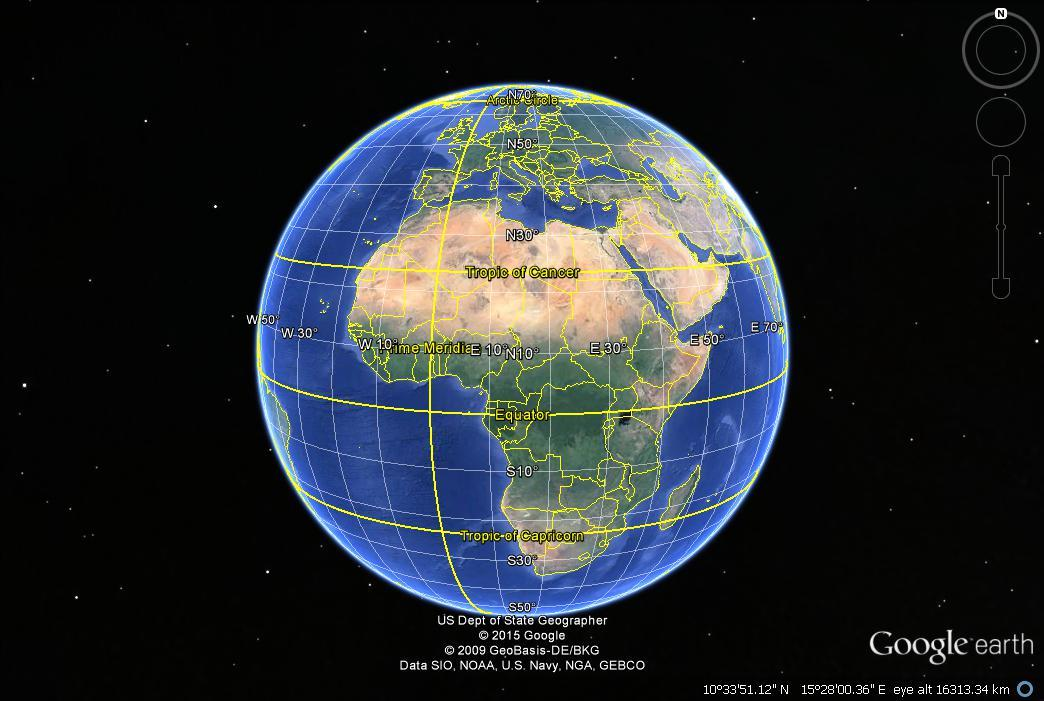 N
N70°
Arctic Circle
N50°
N30°
Tropic of Cancer
W 50°
W 30°
W 10°
Prime Meridian
E 10°
N10°
E 30°
E 50°
E 70°
Equator
S10°
Tropic of Capricorn
S30°
S50°
US Dept of State Geographer
© 2015 Google
© 2009 GeoBasis-DE/BKG
Data SIO, NOAA, U.S. Navy, NGA, GEBCO
Google earth
10°33'51.12" N 15°28'00.36" E eye alt 16313.34 km